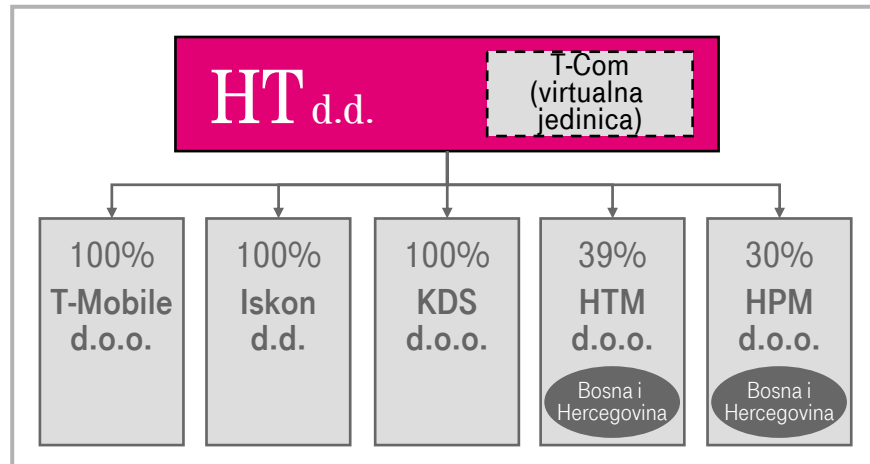 HT d.d.
T-Com
(virtualna
jedinica)
100%
T-Mobile
d.o.o.
100%
Iskon
d.d.
100%
KDS
d.o.o.
39%
HTM
d.o.o.
Bosna i
Hercegovina
30%
HPM
d.o.o.
Bosna i
Hercegovina